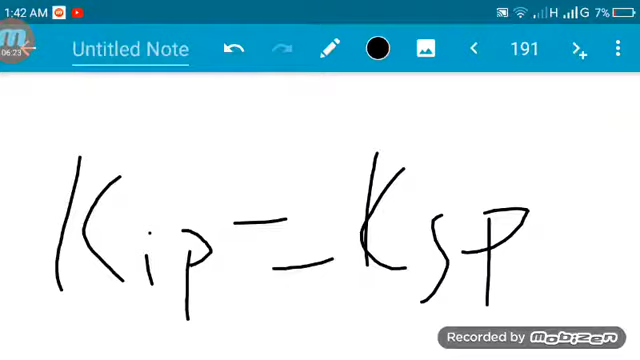 1:42 AM H G 7%
06:23
Untitled Note 191
Kip = Ksp
Recorded by mobizen